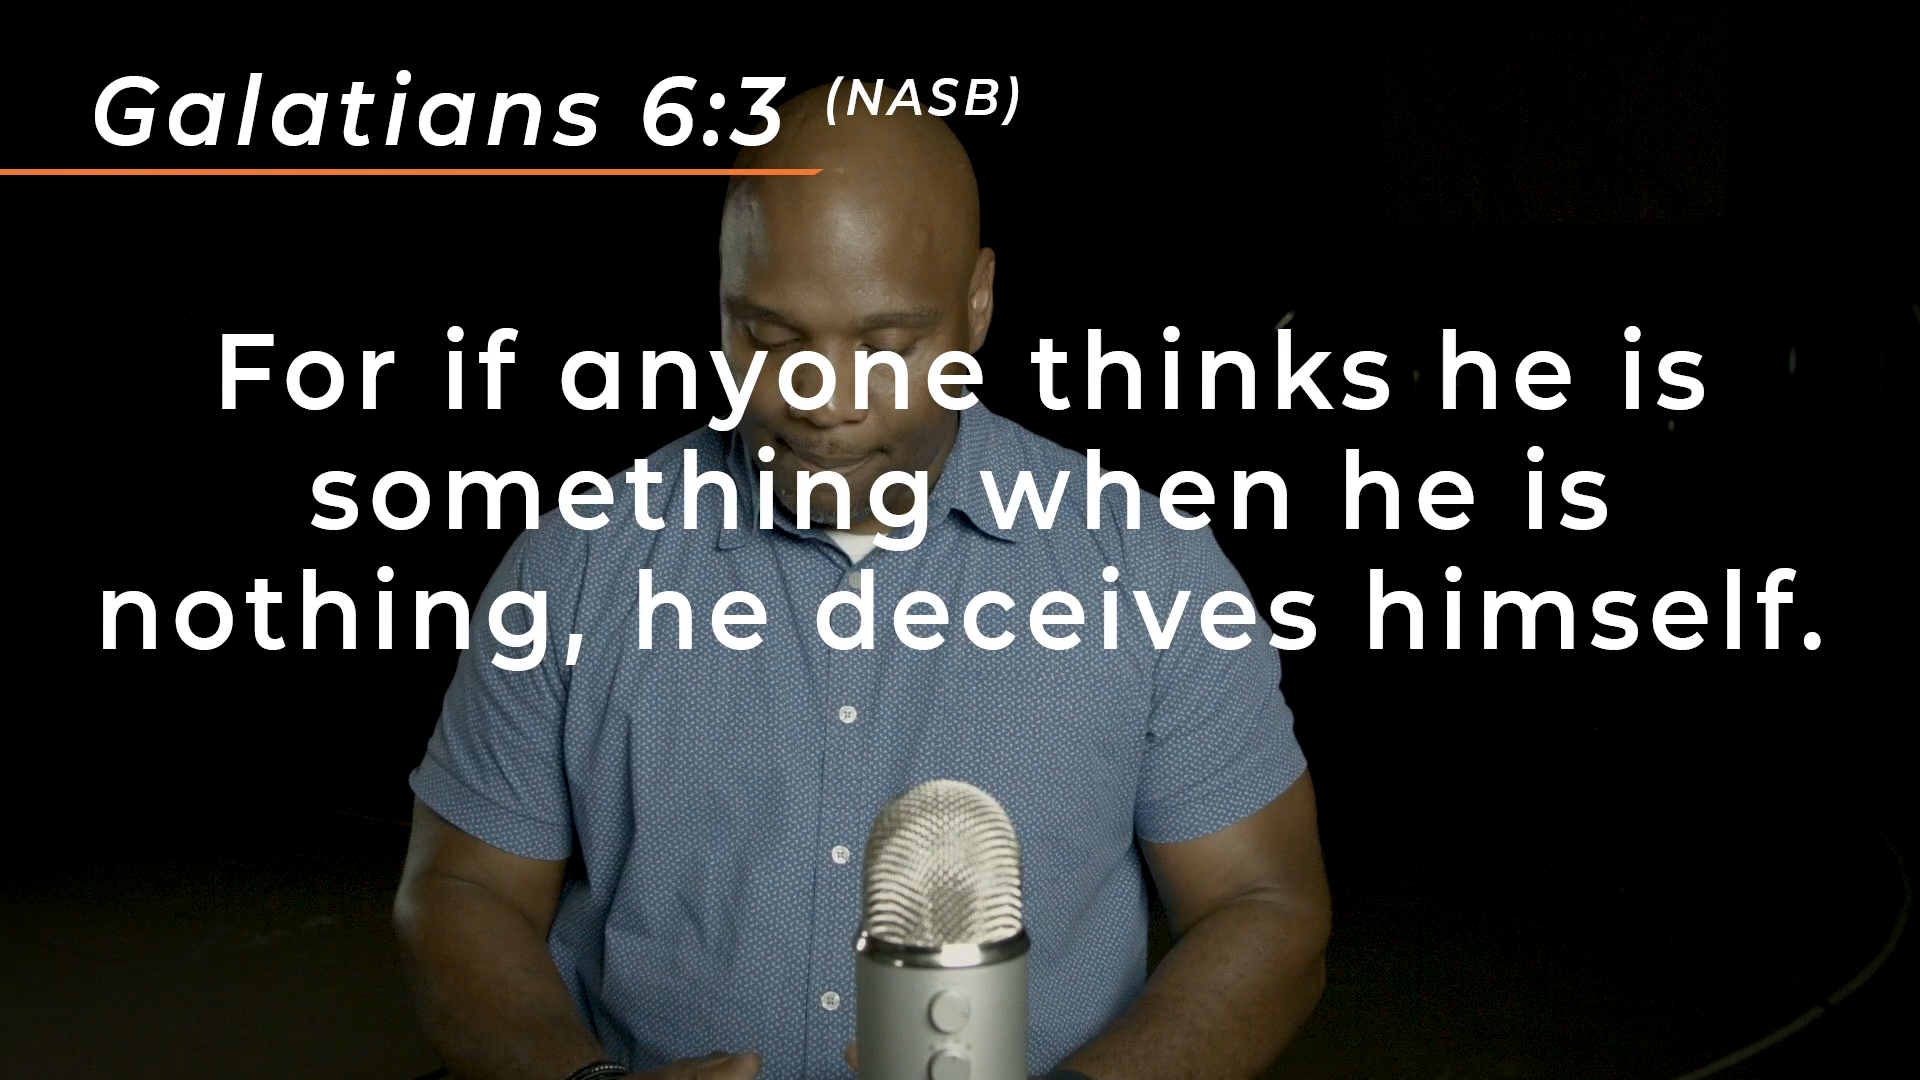 Galatians 6:3 (NASB)
For if anyone thinks he is
something when he is
nothing, he deceives himself.